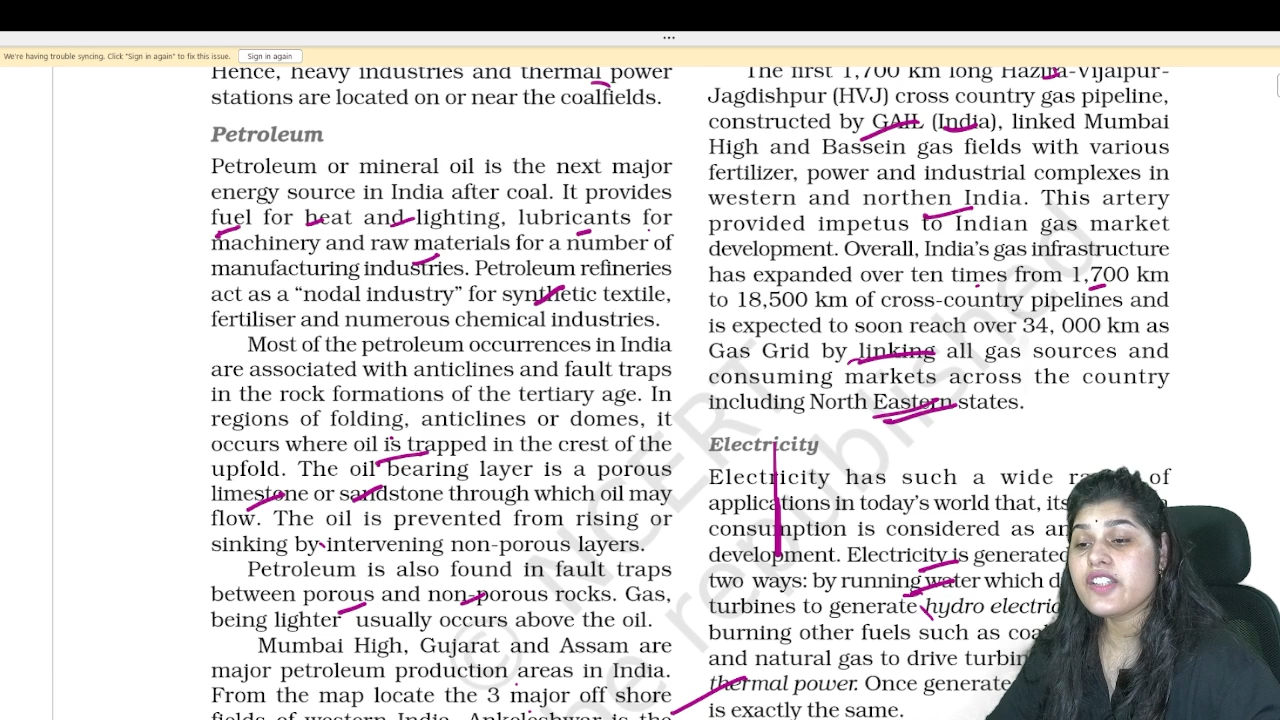 ...
We're having trouble syncing. Click "Sign in again" to fix this issue. Sign in again
Hence, heavy industries and thermal power
stations are located on or near the coalfields.
Petroleum
Petroleum or mineral oil is the next major
energy source in India after coal. It provides
fuel for heat and lighting, lubricants for
machinery and raw materials for a number of
manufacturing industries. Petroleum refineries
act as a “nodal industry” for synthetic textile,
fertiliser and numerous chemical industries.
Most of the petroleum occurrences in India
are associated with anticlines and fault traps
in the rock formations of the tertiary age. In
regions of folding, anticlines or domes, it
occurs where oil is trapped in the crest of the
upfold. The oil bearing layer is a porous
limestone or sandstone through which oil may
flow. The oil is prevented from rising or
sinking by intervening non-porous layers.
Petroleum is also found in fault traps
between porous and non-porous rocks. Gas,
being lighter usually occurs above the oil.
Mumbai High, Gujarat and Assam are
major petroleum production areas in India.
From the map locate the 3 major off shore
fields of western India. Ankeleshwar is the
The first 1,700 km long Hazira-Vijaipur-
Jagdishpur (HVJ) cross country gas pipeline,
constructed by GAIL (India), linked Mumbai
High and Bassein gas fields with various
fertilizer, power and industrial complexes in
western and northen India. This artery
provided impetus to Indian gas market
development. Overall, India’s gas infrastructure
has expanded over ten times from 1,700 km
to 18,500 km of cross-country pipelines and
is expected to soon reach over 34, 000 km as
Gas Grid by linking all gas sources and
consuming markets across the country
including North Eastern states.
Electricity
Electricity has such a wide of
applications in today’s world that, its
consumption is considered as an
development. Electricity is generated
two ways: by running water which
turbines to generate hydro
burning other fuels such as
and natural gas to drive
thermal power. Once generated
is exactly the same.
© NCERT
be republished